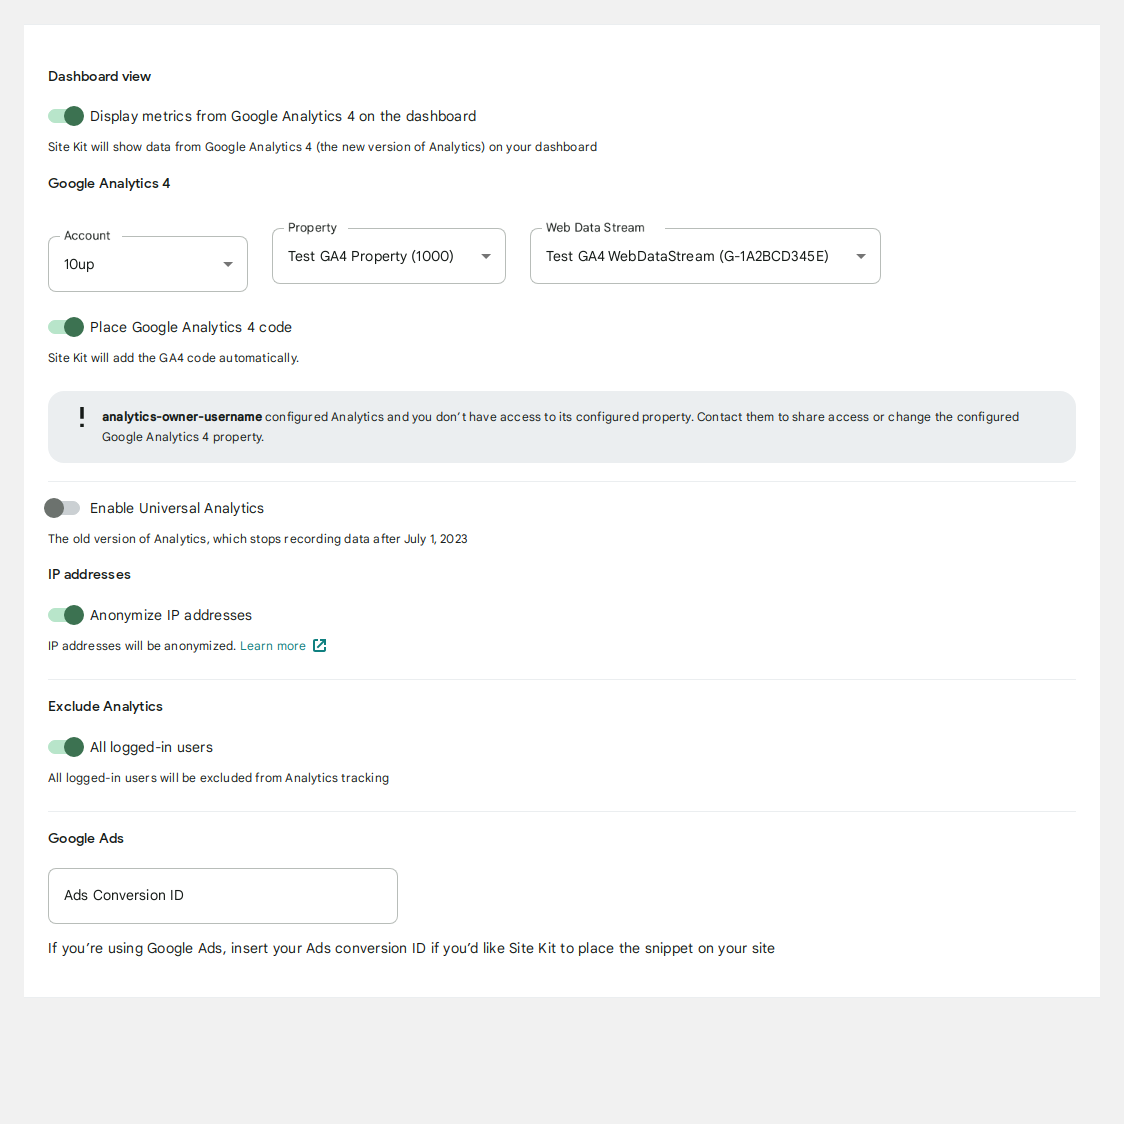 Dashboard view
Display metrics from Google Analytics 4 on the dashboard
Site Kit will show data from Google Analytics 4 (the new version of Analytics) on your dashboard
Google Analytics 4
Account
10up
Property
Test GA4 Property (1000)
Web Data Stream
Test GA4 WebDataStream (G-1A2BCD345E)
Place Google Analytics 4 code
Site Kit will add the GA4 code automatically.
analytics-owner-username configured Analytics and you don’t have access to its configured property. Contact them to share access or change the configured
Google Analytics 4 property.
Enable Universal Analytics
The old version of Analytics, which stops recording data after July 1, 2023
IP addresses
Anonymize IP addresses
IP addresses will be anonymized. Learn more
Exclude Analytics
All logged-in users
All logged-in users will be excluded from Analytics tracking
Google Ads
Ads Conversion ID
If you’re using Google Ads, insert your Ads conversion ID if you’d like Site Kit to place the snippet on your site